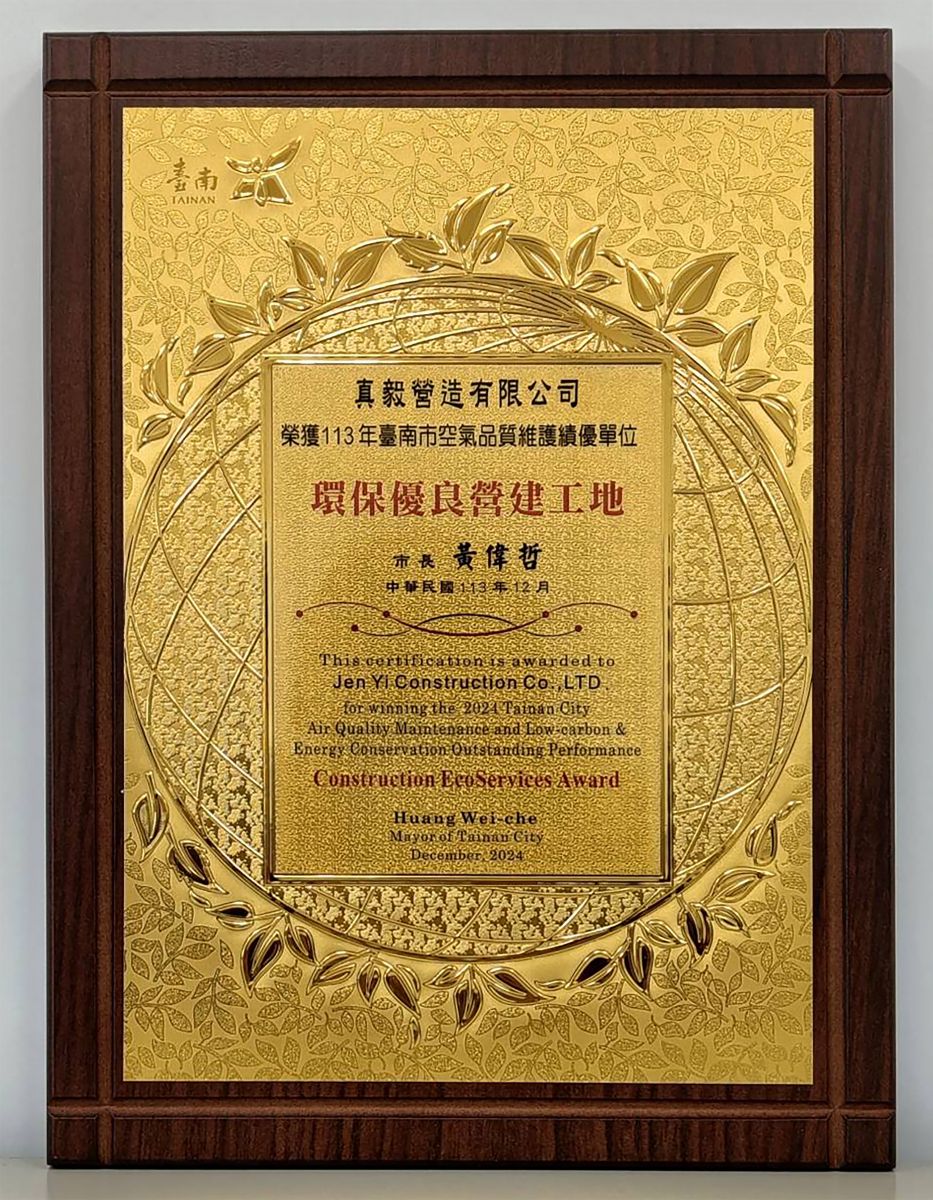 臺南
TAINAN
真毅營造有限公司
榮獲113年臺南市空氣品質維護績優單位
環保優良營建工地
市長 黃偉哲
中華民國113年12月
This certification is awarded to
Jen Yi Construction Co.,LTD.
for winning the 2024 Tainan City
Air Quality Maintenance and Low-carbon &
Energy Conservation Outstanding Performance
Construction EcoServices Award
Huang Wei-che
Mayor of Tainan City
December, 2024